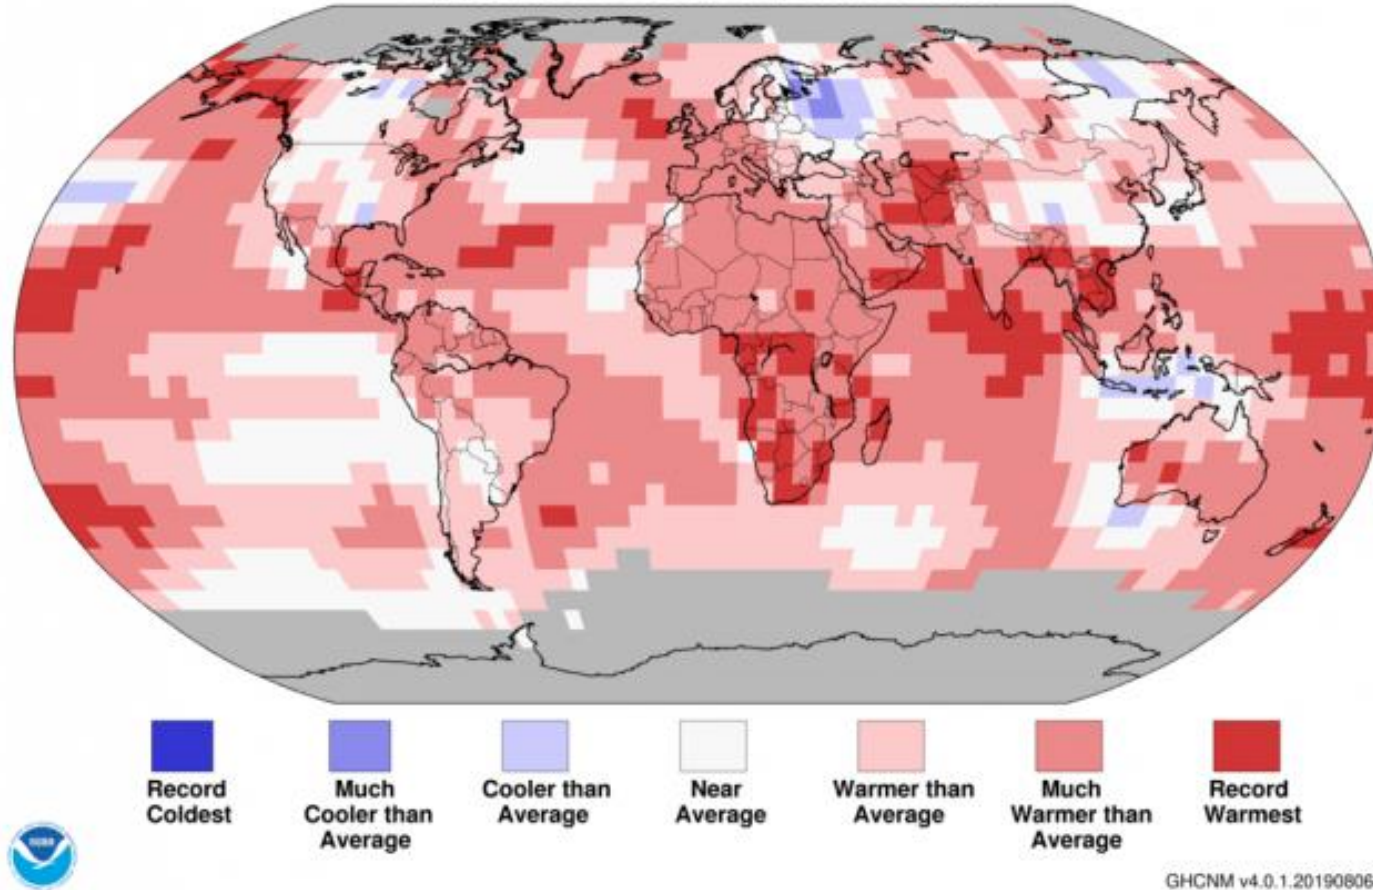 Record
Coldest
Much
Cooler than
Average
Cooler than
Average
Near
Average
Warmer than
Average
Much
Warmer than
Average
Record
Warmest
GHCNM v4.0.1.20190806